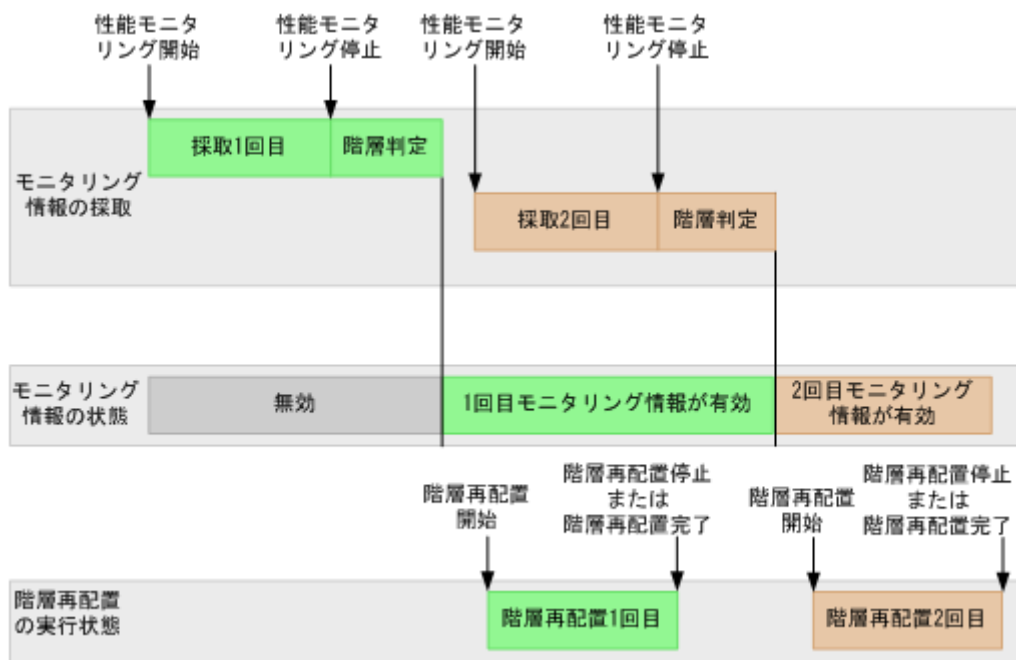 性能モニタ
リング開始
性能モニタ
リング停止
性能モニタ
リング開始
性能モニタ
リング停止
モニタリング
情報の採取
採取1回目
階層判定
採取2回目
階層判定
モニタリング
情報の状態
無効
1回目モニタリング情報が有効
2回目モニタリング
情報が有効
階層再配置
開始
階層再配置停止
または
階層再配置完了
階層再配置
開始
階層再配置停止
または
階層再配置完了
階層再配置
の実行状態
階層再配置1回目
階層再配置2回目